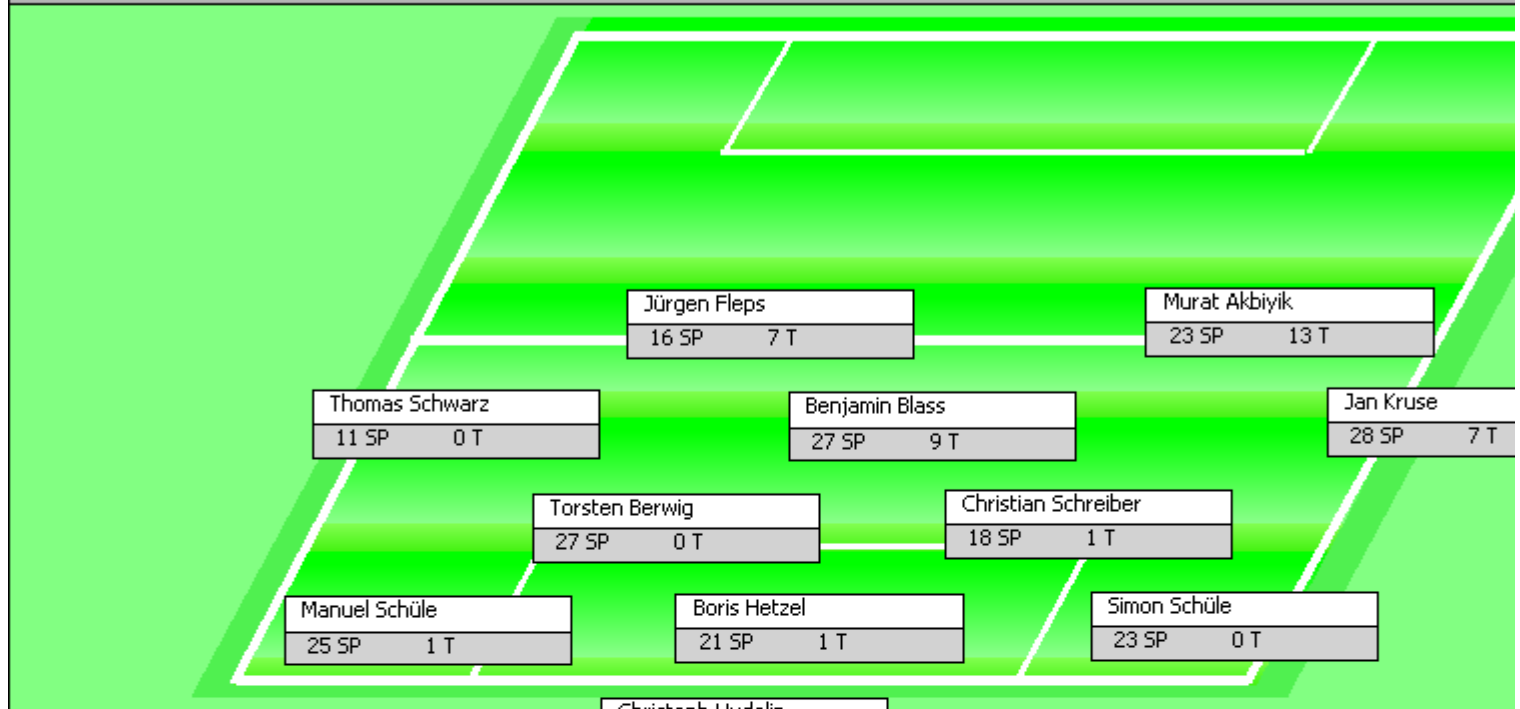 Jürgen Fleps
16 SP 7 T
Murat Akbiyik
23 SP 13 T
Thomas Schwarz
11 SP 0 T
Benjamin Blass
27 SP 9 T
Jan Kruse
28 SP 7 T
Torsten Berwig
27 SP 0 T
Christian Schreiber
18 SP 1 T
Manuel Schüle
25 SP 1 T
Boris Hetzel
21 SP 1 T
Simon Schüle
23 SP 0 T
Christoph